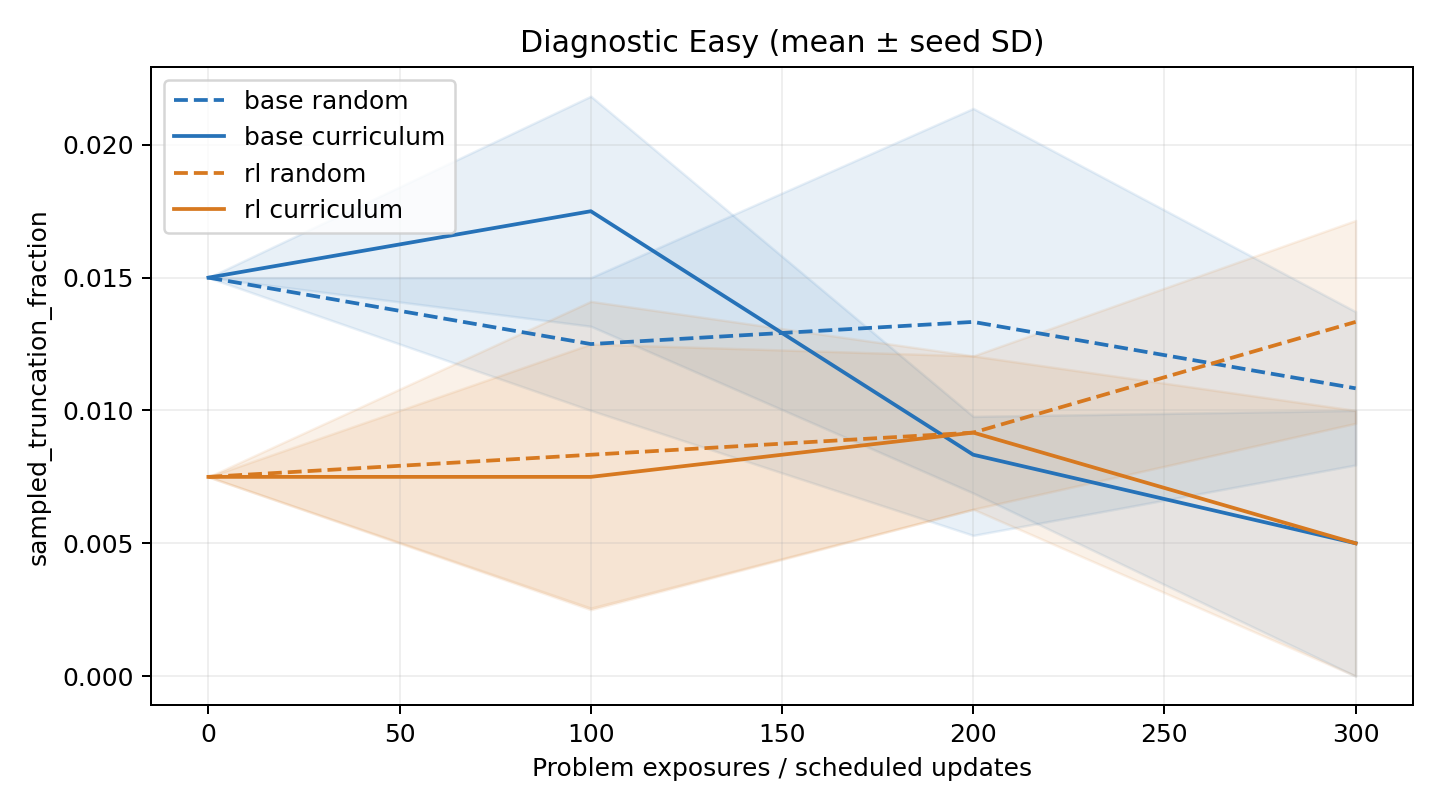 Diagnostic Easy (mean ± seed SD)
base random
base curriculum
rl random
rl curriculum
0.020
0.015
0.010
0.005
0.000
sampled_truncation_fraction
0 50 100 150 200 250 300
Problem exposures / scheduled updates